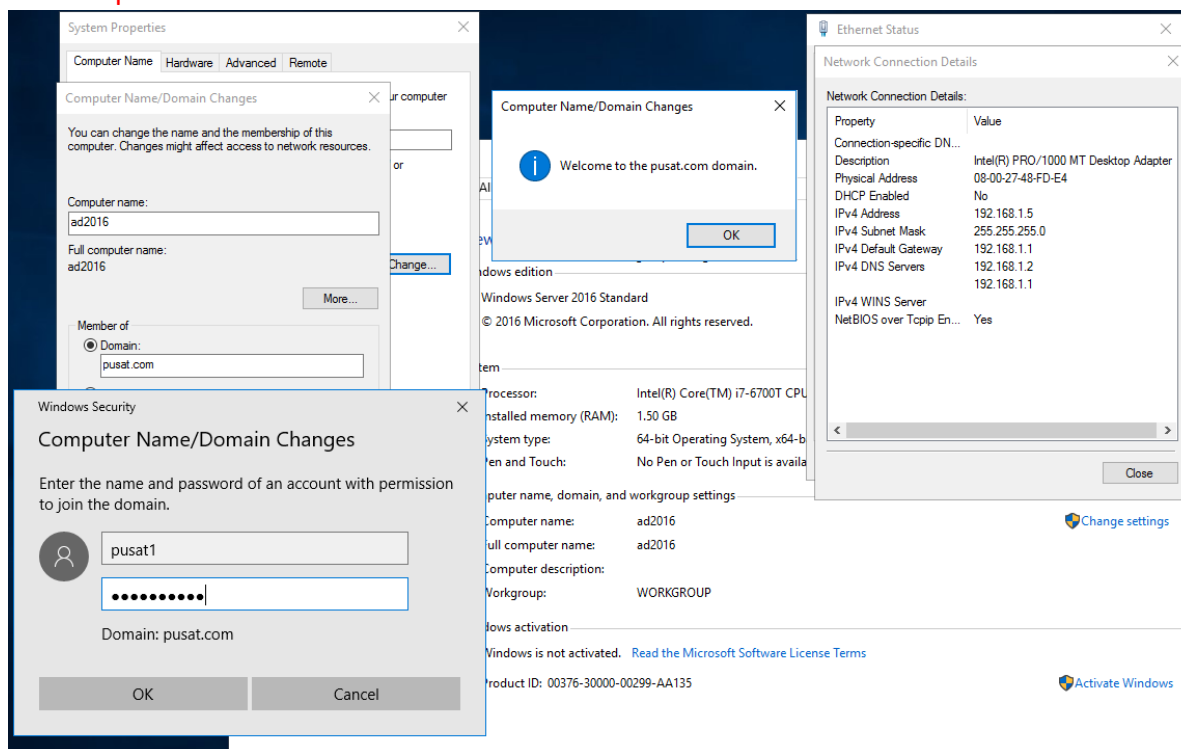 System Properties
Computer Name Hardware Advanced Remote
ur computer
or
Change...
Computer Name/Domain Changes
You can change the name and the membership of this
computer. Changes might affect access to network resources.
Computer name:
ad2016
Full computer name:
ad2016
More...
Member of
Domain:
pusat.com
Windows Security
Computer Name/Domain Changes
Enter the name and password of an account with permission
to join the domain.
pusat1
●●●●●●●●●●
Domain: pusat.com
OK Cancel
Computer Name/Domain Changes
Welcome to the pusat.com domain.
OK
Ethernet Status
Network Connection Details
Network Connection Details:
Property Value
Connection-specific DN...
Description Intel(R) PRO/1000 MT Desktop Adapter
Physical Address 08-00-27-48-FD-E4
DHCP Enabled No
IPv4 Address 192.168.1.5
IPv4 Subnet Mask 255.255.255.0
IPv4 Default Gateway 192.168.1.1
IPv4 DNS Servers 192.168.1.2
192.168.1.1
IPv4 WINS Server
NetBIOS over Tcpip En... Yes
Close
Al
ew
ndows edition
Windows Server 2016 Standard
© 2016 Microsoft Corporation. All rights reserved.
tem
Processor: Intel(R) Core(TM) i7-6700T CPU
nstalled memory (RAM): 1.50 GB
ystem type: 64-bit Operating System, x64-b
Pen and Touch: No Pen or Touch Input is availa
puter name, domain, and workgroup settings
Computer name: ad2016
Change settings
ull computer name: ad2016
Computer description:
Workgroup: WORKGROUP
dows activation
Windows is not activated. Read the Microsoft Software License Terms
Product ID: 00376-30000-00299-AA135
Activate Windows